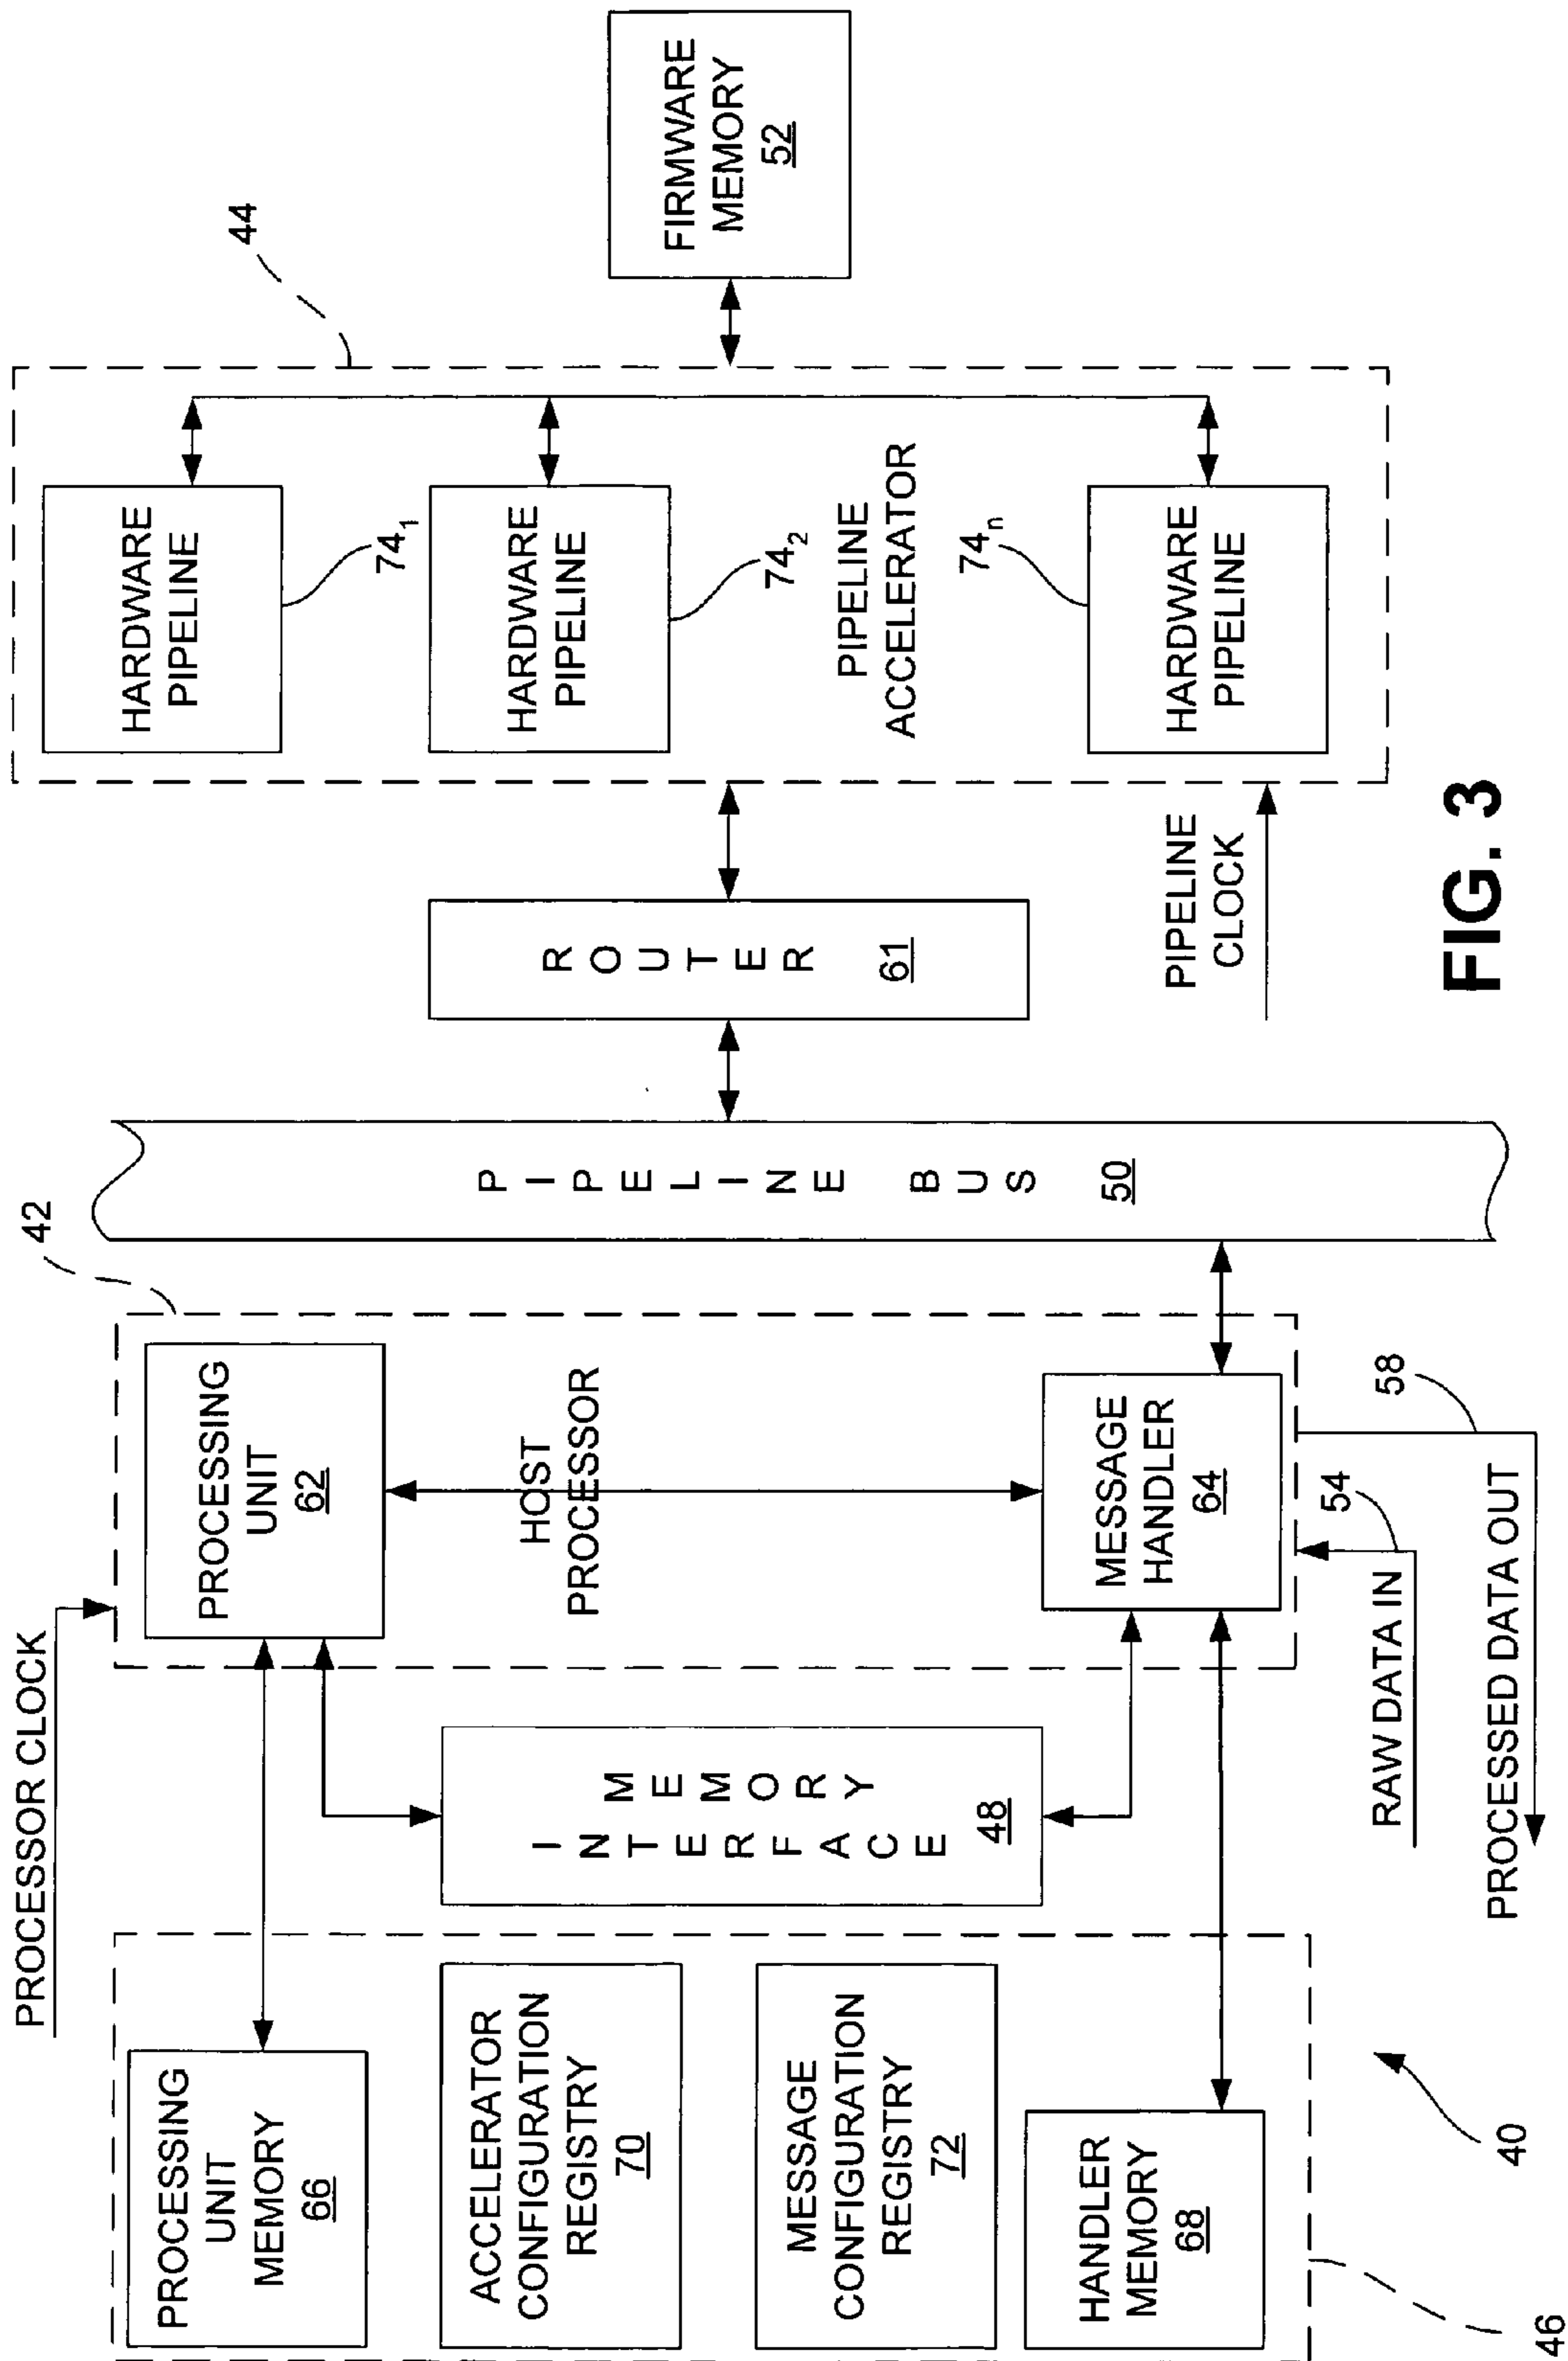 PROCESSOR CLOCK
42
44
PROCESSING
UNIT
MEMORY
66
ACCELERATOR
CONFIGURATION
REGISTRY
70
MESSAGE
CONFIGURATION
REGISTRY
72
HANDLER
MEMORY
68
46
40
MEMORY
INTERFACE
48
PROCESSING
UNIT
62
HOST
PROCESSOR
MESSAGE
HANDLER
64
RAW DATA IN
54
PROCESSED DATA OUT
58
PIPELINE BUS
50
ROUTER
61
PIPELINE
CLOCK
HARDWARE
PIPELINE
74₁
HARDWARE
PIPELINE
74₂
PIPELINE
ACCELERATOR
74ₙ
HARDWARE
PIPELINE
FIRMWARE
MEMORY
52
FIG. 3